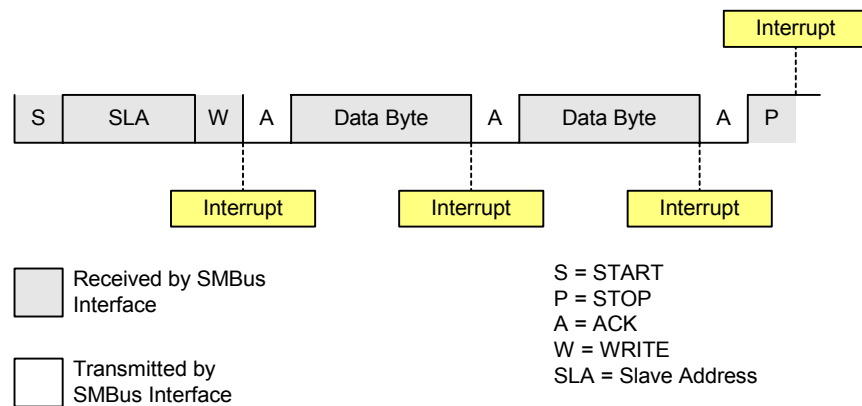 Interrupt
S SLA W A Data Byte A Data Byte A P
Interrupt Interrupt Interrupt
Received by SMBus
Interface
Transmitted by
SMBus Interface
S = START
P = STOP
A = ACK
W = WRITE
SLA = Slave Address